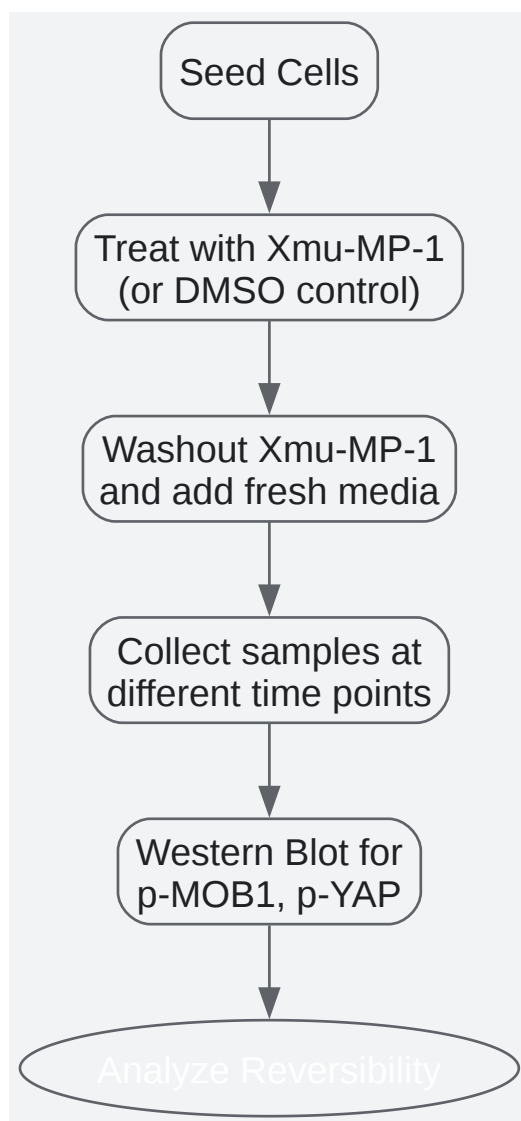 Seed Cells
Treat with Xmu-MP-1
(or DMSO control)
Washout Xmu-MP-1
and add fresh media
Collect samples at
different time points
Western Blot for
p-MOB1, p-YAP
Analyze Reversibility